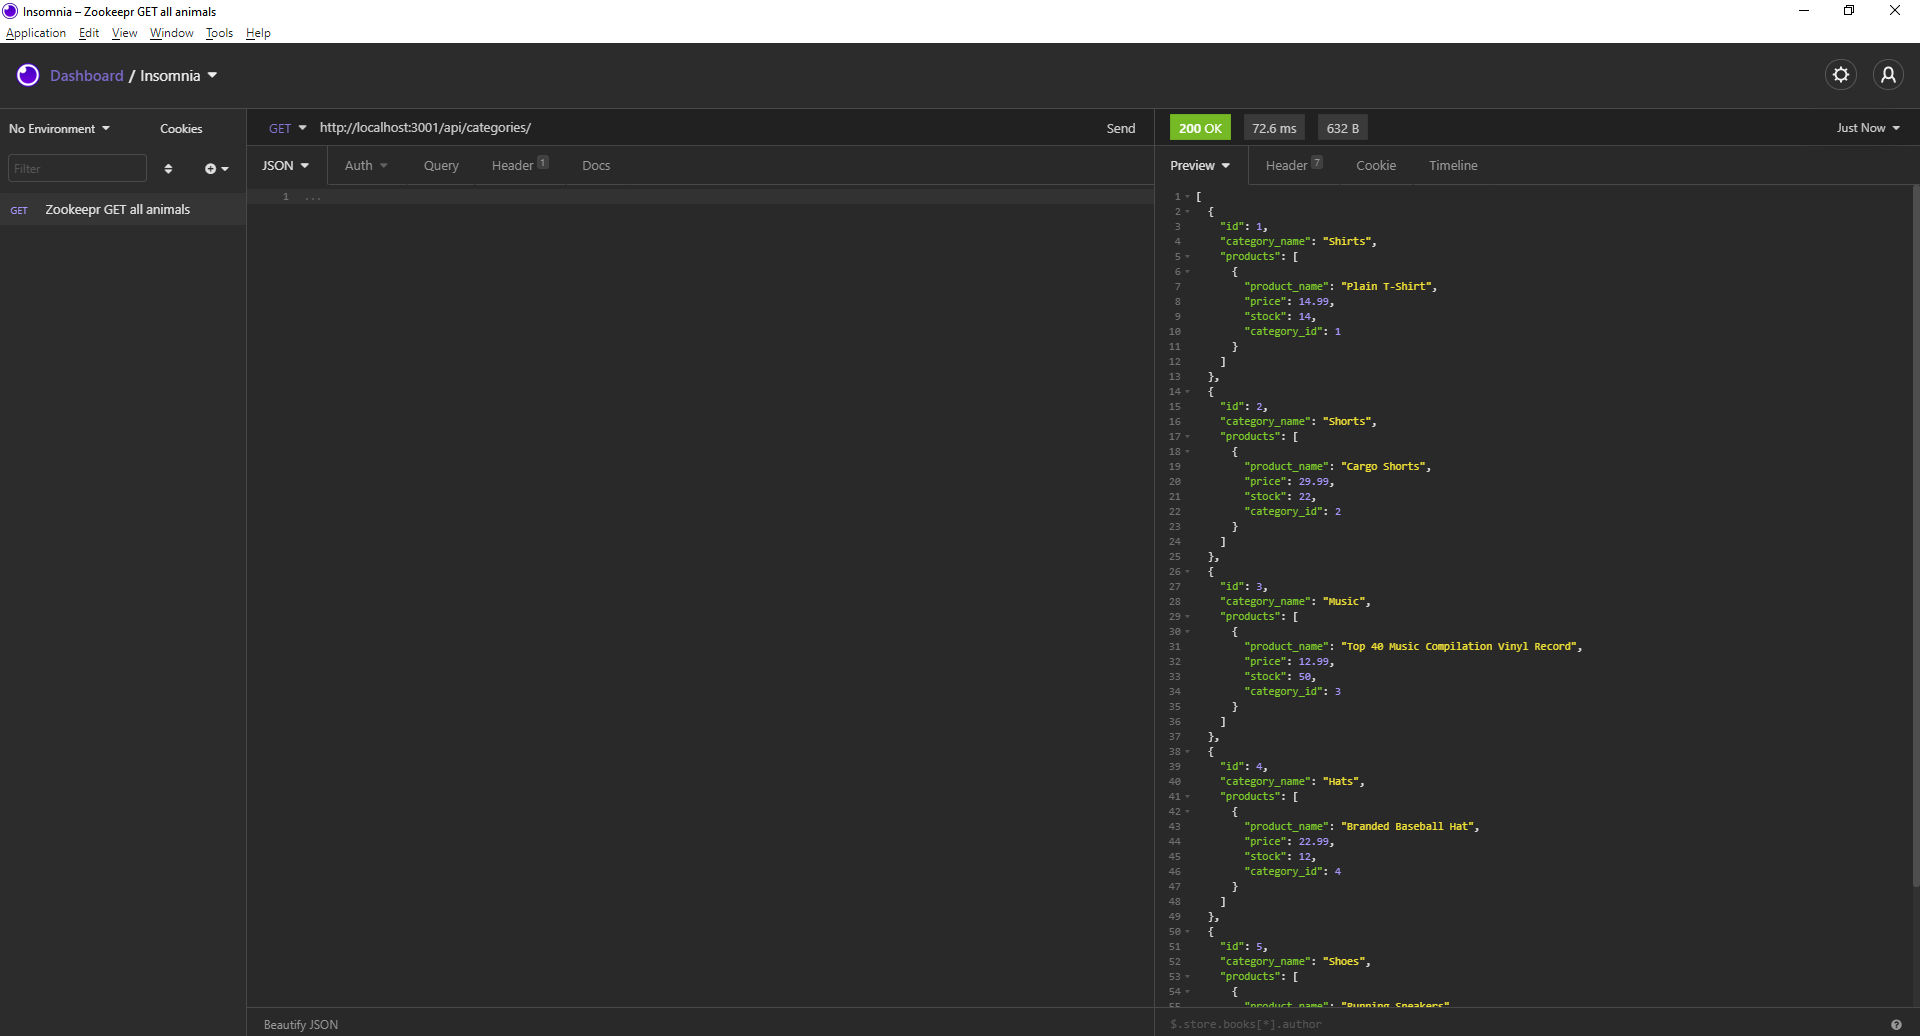 Insomnia – Zookeepr GET all animals
Application Edit View Window Tools Help
Dashboard / Insomnia
No Environment Cookies
Filter
GET Zookeepr GET all animals
GET http://localhost:3001/api/categories/ Send
JSON Auth Query Header 1 Docs
1 ...
Beautify JSON
200 OK 72.6 ms 632 B Just Now
Preview Header 7 Cookie Timeline
1 [
2 {
3 "id": 1,
4 "category_name": "Shirts",
5 "products": [
6 {
7 "product_name": "Plain T-Shirt",
8 "price": 14.99,
9 "stock": 14,
10 "category_id": 1
11 }
12 ]
13 },
14 {
15 "id": 2,
16 "category_name": "Shorts",
17 "products": [
18 {
19 "product_name": "Cargo Shorts",
20 "price": 29.99,
21 "stock": 22,
22 "category_id": 2
23 }
24 ]
25 },
26 {
27 "id": 3,
28 "category_name": "Music",
29 "products": [
30 {
31 "product_name": "Top 40 Music Compilation Vinyl Record",
32 "price": 12.99,
33 "stock": 50,
34 "category_id": 3
35 }
36 ]
37 },
38 {
39 "id": 4,
40 "category_name": "Hats",
41 "products": [
42 {
43 "product_name": "Branded Baseball Hat",
44 "price": 22.99,
45 "stock": 12,
46 "category_id": 4
47 }
48 ]
49 },
50 {
51 "id": 5,
52 "category_name": "Shoes",
53 "products": [
54 {
55 "product_name": "Running Sneakers"
$.store.books[*].author